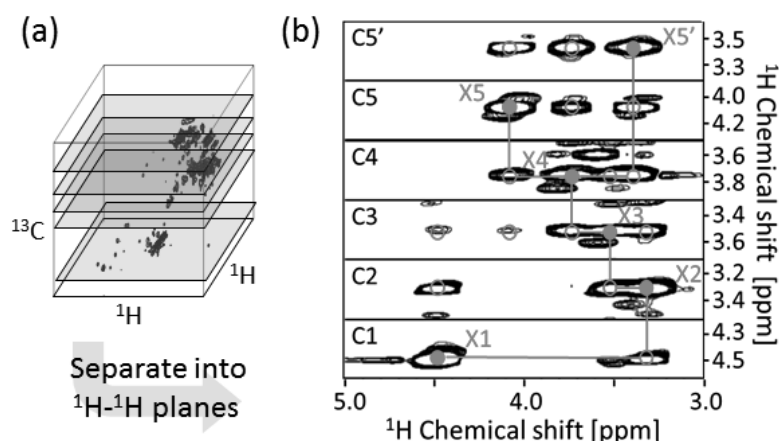 (a)
¹³C
¹H
¹H
Separate into
¹H-¹H planes
(b)
C5' X5' 3.5
3.3
C5 X5 4.0
4.2
C4 X4 3.6
3.8
C3 X3 3.4
3.6
C2 X2 3.2
3.4
C1 X1 4.3
4.5
5.0 4.0 3.0
¹H Chemical shift [ppm]
¹H Chemical shift [ppm]